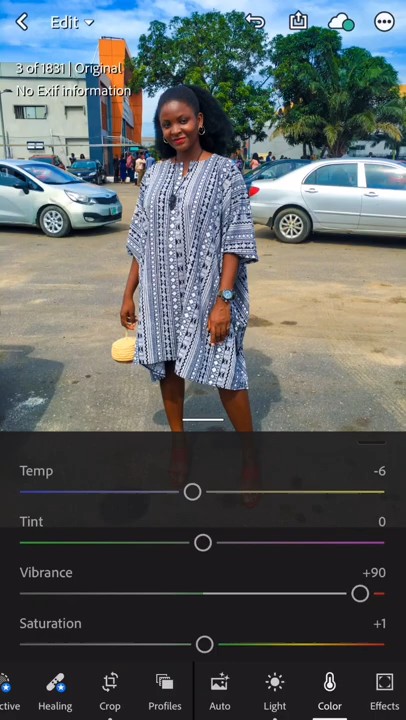 Edit
3 of 1831 | Original
No Exif information
Temp -6
Tint 0
Vibrance +90
Saturation +1
ctive Healing Crop Profiles Auto Light Color Effects